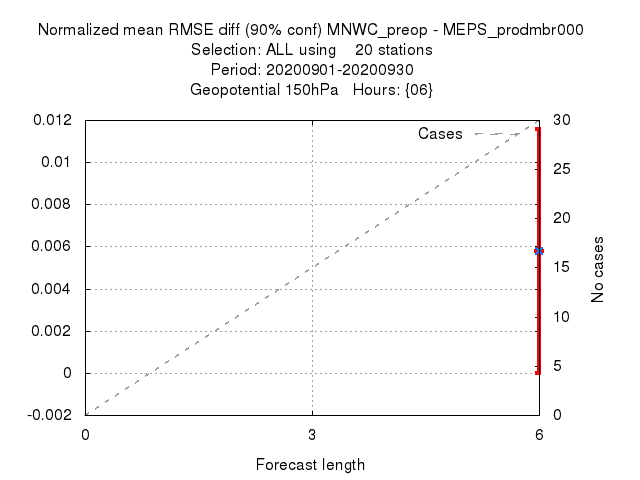 Normalized mean RMSE diff (90% conf) MNWC_preop - MEPS_prodmbr000
Selection: ALL using    20 stations
Period: 20200901-20200930
Geopotential 150hPa   Hours: {06}
0.012
0.01
0.008
0.006
0.004
0.002
0
-0.002
Cases
30
25
20
15
10
5
0
No cases
0
3
6
Forecast length